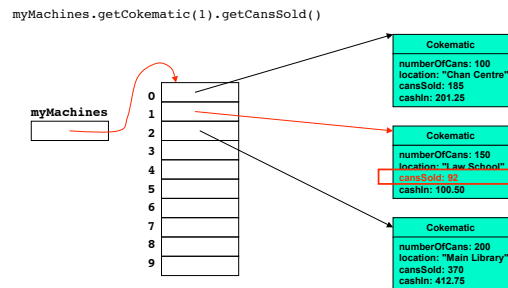 myMachines.getCokematic(1).getCansSold()
Cokematic
numberOfCans: 100
location: "Chan Centre"
cansSold: 185
cashIn: 201.25
myMachines
0
1
2
3
4
5
6
7
8
9
Cokematic
numberOfCans: 150
location: "Law School"
cansSold: 92
cashIn: 100.50
Cokematic
numberOfCans: 200
location: "Main Library"
cansSold: 370
cashIn: 412.75